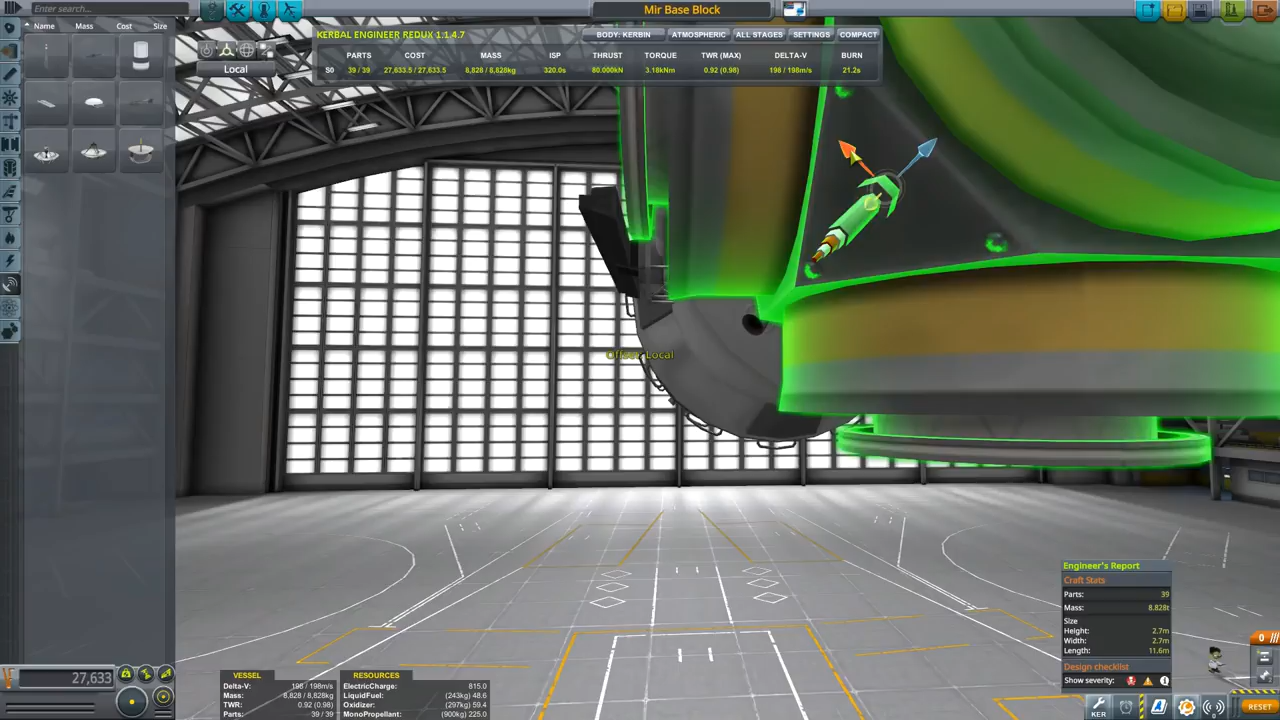 Enter search...
Mir Base Block
Name Mass Cost Size
KERBAL ENGINEER REDUX 1.1.4.7
BODY: KERBIN ATMOSPHERIC ALL STAGES SETTINGS COMPACT
PARTS COST MASS ISP THRUST TORQUE TWR (MAX) DELTA-V BURN
S0 39 / 39 27,633.5 / 27,633.5 8,828 / 8,828kg 320.0s 80.000kN 3.18kNm 0.92 (0.98) 198 / 198m/s 21.2s
Local
Offset: Local
Engineer's Report
Craft Stats
Parts: 39
Mass: 8.828t
Size
Height: 2.7m
Width: 2.7m
Length: 11.6m
Design checklist
Show severity:
0
27,633
VESSEL
Delta-V: 198 / 198m/s
Mass: 8,828 / 8,828kg
TWR: 0.92 (0.98)
Parts: 39 / 39
RESOURCES
ElectricCharge: 815.0
LiquidFuel: (243kg) 48.6
Oxidizer: (297kg) 59.4
MonoPropellant: (900kg) 225.0
KER
RESET